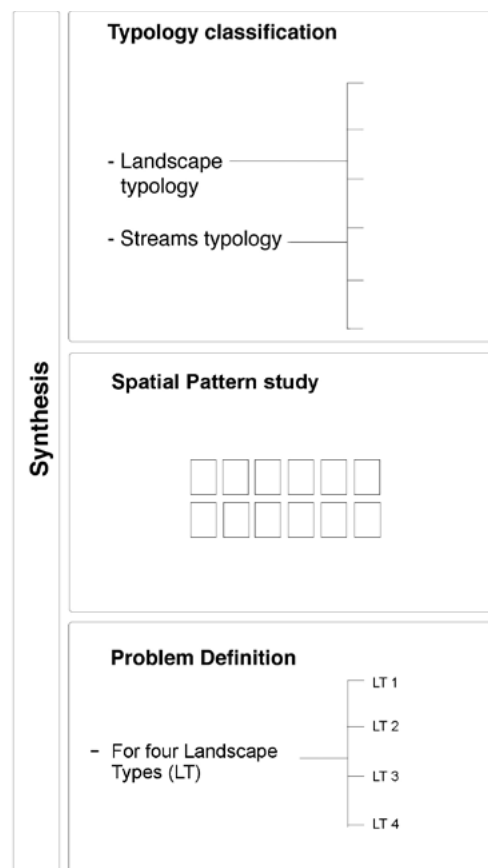 Synthesis
Typology classification
- Landscape
typology
- Streams typology
Spatial Pattern study
Problem Definition
- For four Landscape
Types (LT)
LT 1
LT 2
LT 3
LT 4